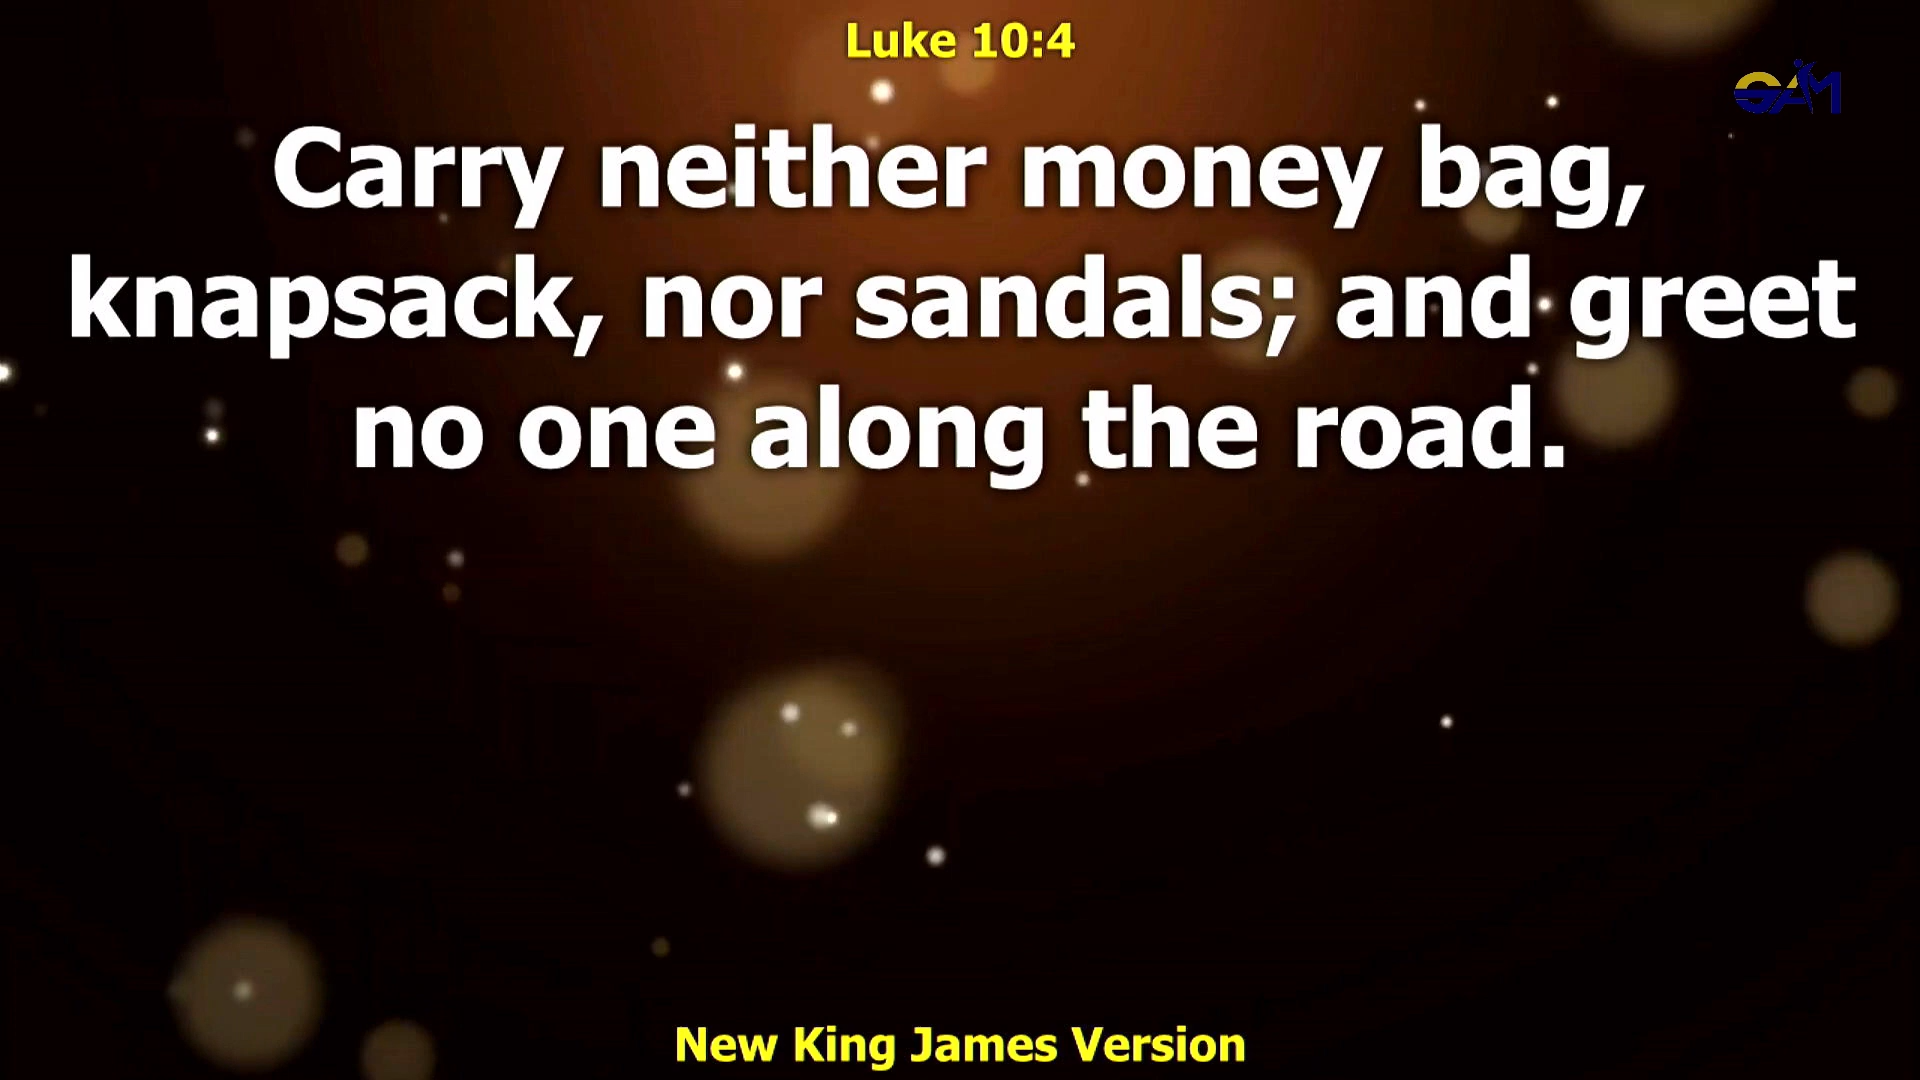 Luke 10:4
GAM
Carry neither money bag,
knapsack, nor sandals; and greet
no one along the road.
New King James Version